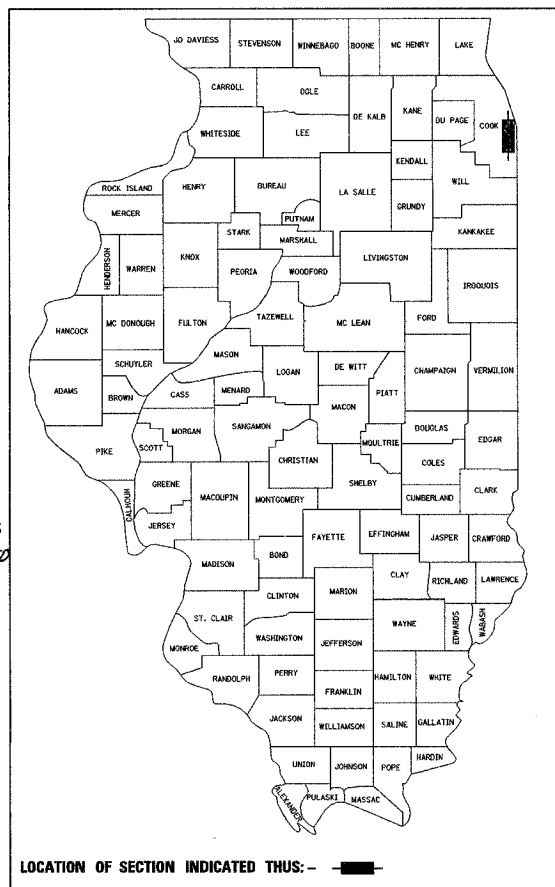 JO DAVIESS STEVENSON WINNEBAGO BOONE MC HENRY LAKE
CARROLL OGLE
DE KALB KANE DU PAGE COOK
WHITESIDE LEE
KENDALL WILL
ROCK ISLAND HENRY BUREAU LA SALLE GRUNDY
MERCER PUTNAM KANKAKEE
STARK MARSHALL
HENDERSON WARREN KNOX PEORIA WOODFORD LIVINGSTON IROQUOIS
HANCOCK MC DONOUGH FULTON TAZEWELL MC LEAN FORD
MASON
SCHUYLER LOGAN DE WITT CHAMPAIGN VERMILION
ADAMS BROWN CASS MENARD MACON PIATT
MORGAN SANGAMON DOUGLAS
PIKE SCOTT CHRISTIAN MOULTRIE COLES EDGAR
GREENE MACOUPIN MONTGOMERY SHELBY CUMBERLAND CLARK
CALHOUN JERSEY
FAYETTE EFFINGHAM JASPER CRAWFORD
MADISON BOND
CLAY RICHLAND LAWRENCE
CLINTON MARION
ST. CLAIR WAYNE EDWARDS WABASH
WASHINGTON JEFFERSON
MONROE
RANDOLPH PERRY FRANKLIN HAMILTON WHITE
JACKSON WILLIAMSON SALINE GALLATIN
UNION JOHNSON POPE HARDIN
ALEXANDER PULASKI MASSAC
LOCATION OF SECTION INDICATED THUS: -